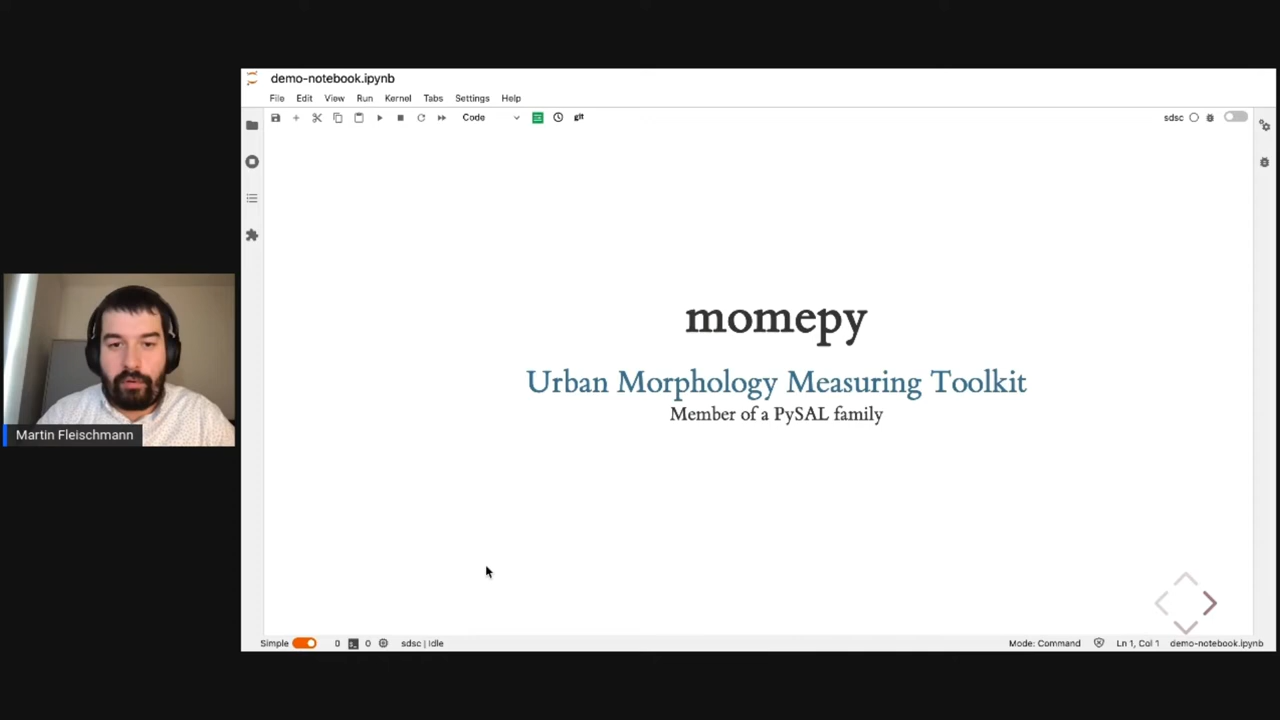 demo-notebook.ipynb
File Edit View Run Kernel Tabs Settings Help
Code
git
sdsc
momepy
Urban Morphology Measuring Toolkit
Member of a PySAL family
Martin Fleischmann
Simple 0 0 sdsc | Idle Mode: Command Ln 1, Col 1 demo-notebook.ipynb